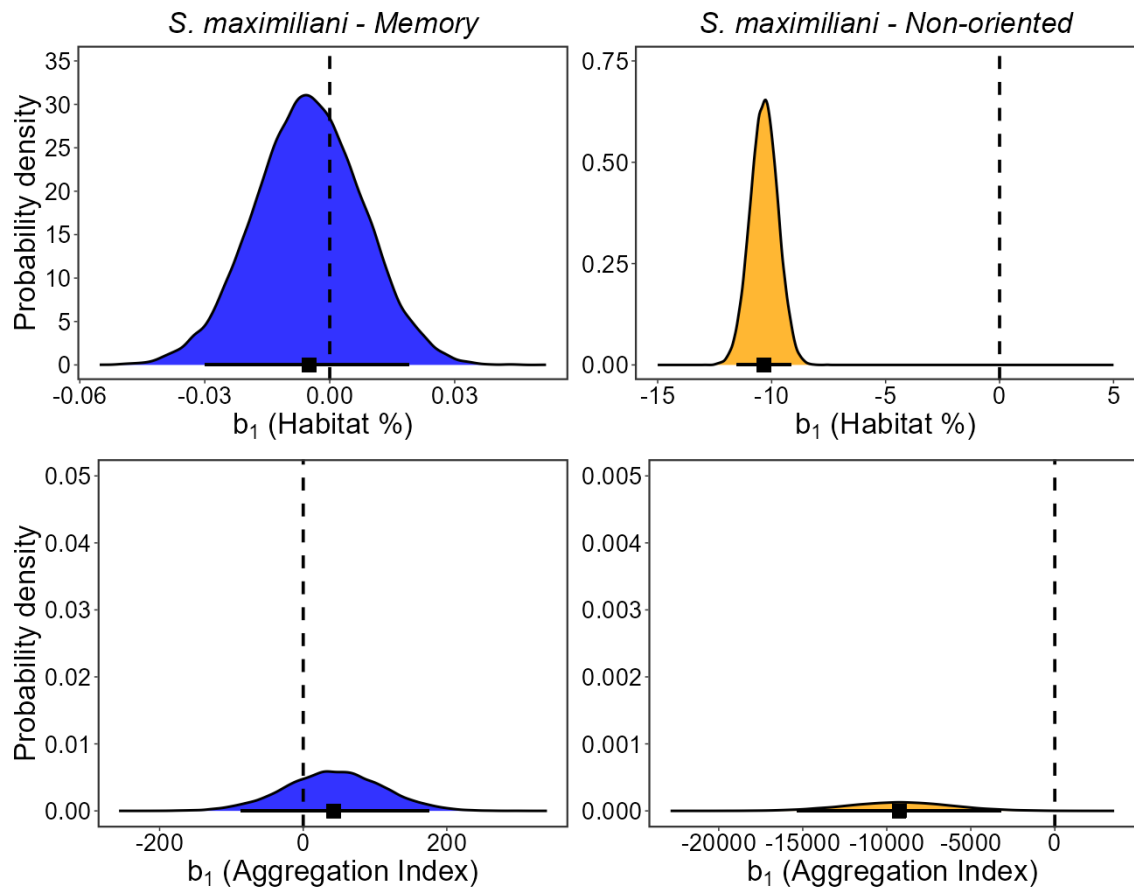 S. maximiliani - Memory
S. maximiliani - Non-oriented
Probability density
35
30
25
20
15
10
5
0
-0.06 -0.03 0.00 0.03
b₁ (Habitat %)
0.75
0.50
0.25
0.00
-15 -10 -5 0 5
b₁ (Habitat %)
Probability density
0.05
0.04
0.03
0.02
0.01
0.00
-200 0 200
b₁ (Aggregation Index)
0.005
0.004
0.003
0.002
0.001
0.000
-20000 -15000 -10000 -5000 0
b₁ (Aggregation Index)